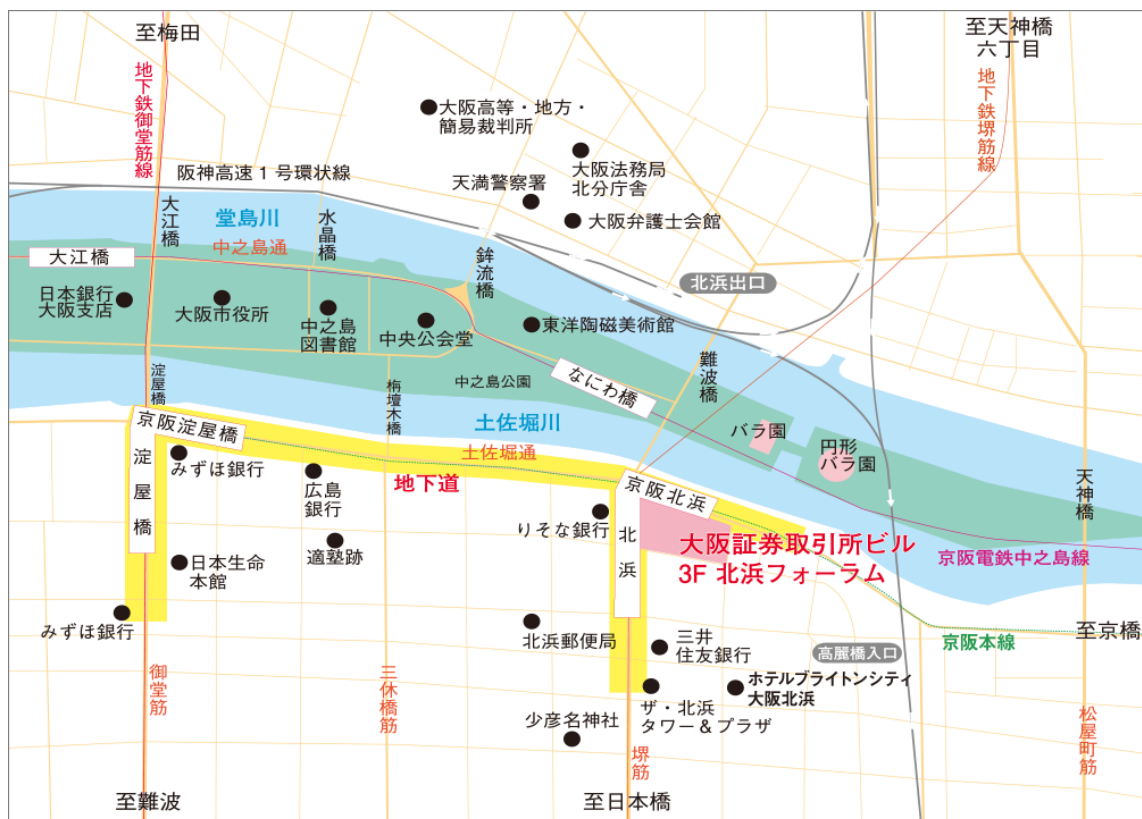 至梅田
至天神橋
六丁目
地下鉄御堂筋線
地下鉄堺筋線
大阪高等・地方・
簡易裁判所
大阪法務局
北分庁舎
阪神高速1号環状線
天満警察署
大阪弁護士会館
大江橋
堂島川
水晶橋
中之島通
鉾流橋
大江橋
北浜出口
日本銀行
大阪支店
大阪市役所
中之島
図書館
中央公会堂
東洋陶磁美術館
難波橋
淀屋橋
栴壇木橋
中之島公園
なにわ橋
土佐堀川
バラ園
円形
バラ園
京阪淀屋橋
土佐堀通
淀屋橋
みずほ銀行
広島
銀行
地下道
京阪北浜
天神橋
りそな銀行
北浜
大阪証券取引所ビル
3F 北浜フォーラム
京阪電鉄中之島線
適塾跡
日本生命
本館
みずほ銀行
北浜郵便局
三井
住友銀行
高麗橋入口
京阪本線
至京橋
御堂筋
三休橋筋
ホテルブライトンシティ
大阪北浜
ザ・北浜
タワー＆プラザ
少彦名神社
堺筋
松屋町筋
至難波
至日本橋